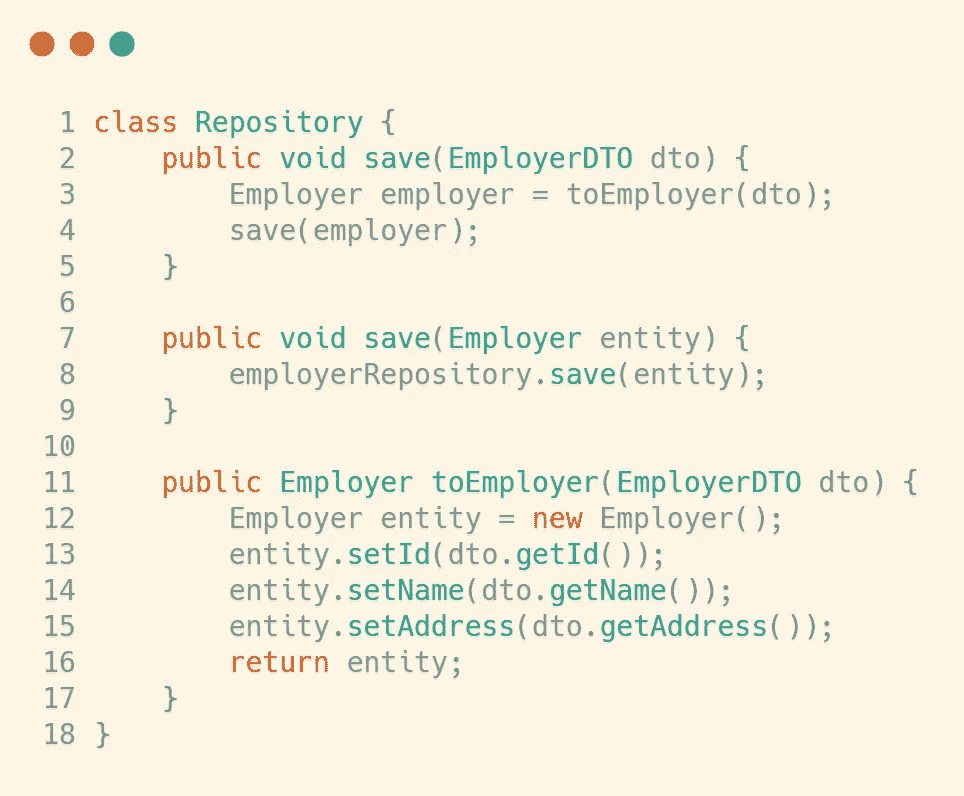 1 class Repository {
2     public void save(EmployerDTO dto) {
3         Employer employer = toEmployer(dto);
4         save(employer);
5     }
6
7     public void save(Employer entity) {
8         employerRepository.save(entity);
9     }
10
11     public Employer toEmployer(EmployerDTO dto) {
12         Employer entity = new Employer();
13         entity.setId(dto.getId());
14         entity.setName(dto.getName());
15         entity.setAddress(dto.getAddress());
16         return entity;
17     }
18 }